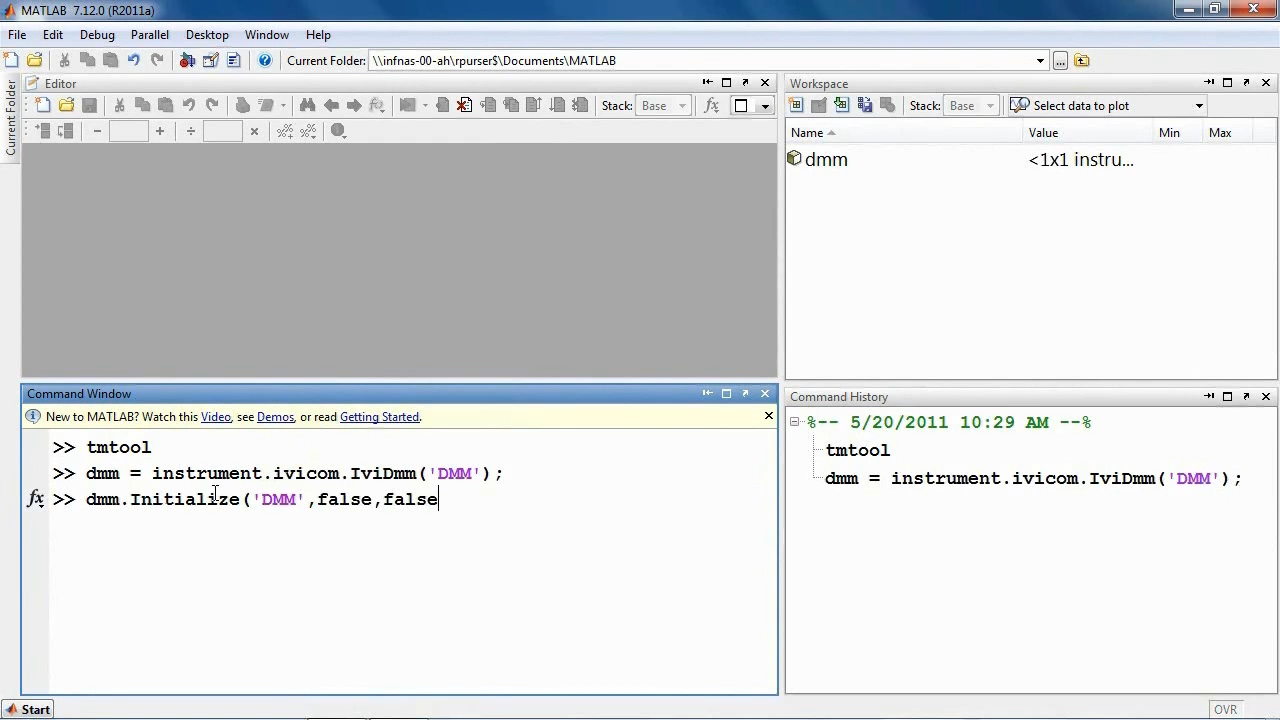 MATLAB 7.12.0 (R2011a)
File Edit Debug Parallel Desktop Window Help
Current Folder: \\infnas-00-ah\rpurser$\Documents\MATLAB
Current Folder
Editor
Stack: Base
fx
Workspace
Stack: Base Select data to plot
Name Value Min Max
dmm <1x1 instru...
Command Window
New to MATLAB? Watch this Video, see Demos, or read Getting Started.
>> tmtool
>> dmm = instrument.ivicom.IviDmm('DMM');
fx >> dmm.Initialize('DMM',false,false
Command History
%-- 5/20/2011 10:29 AM --%
tmtool
dmm = instrument.ivicom.IviDmm('DMM');
Start
OVR